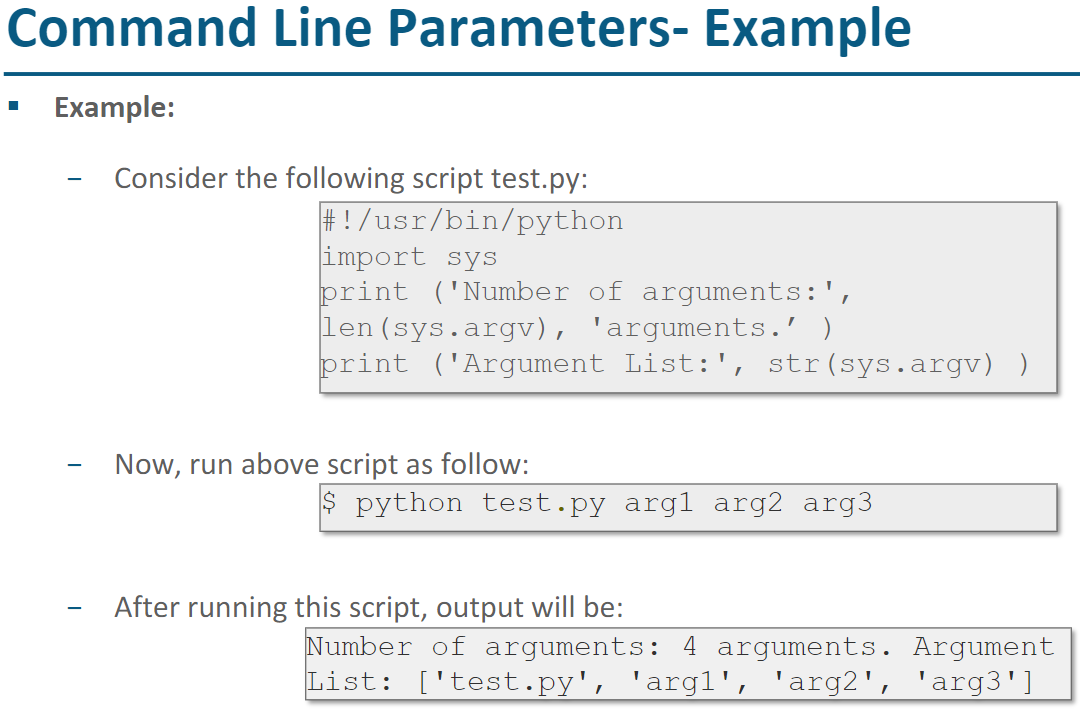 Command Line Parameters- Example
▪ Example:
– Consider the following script test.py:
#!/usr/bin/python
import sys
print ('Number of arguments:',
len(sys.argv), 'arguments.’ )
print ('Argument List:', str(sys.argv) )
– Now, run above script as follow:
$ python test.py arg1 arg2 arg3
– After running this script, output will be:
Number of arguments: 4 arguments. Argument
List: ['test.py', 'arg1', 'arg2', 'arg3']